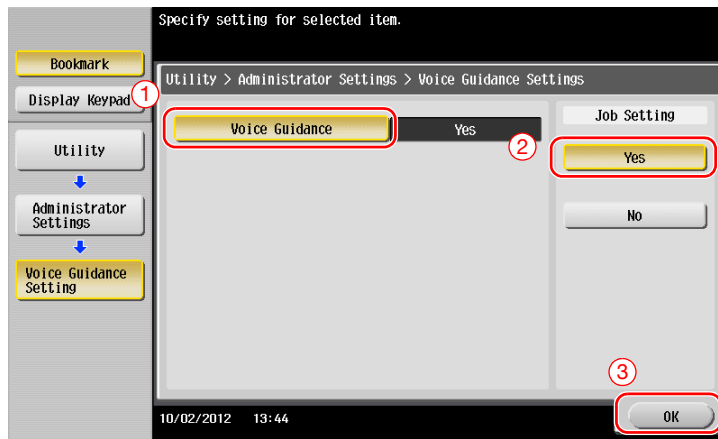 Specify setting for selected item.
Bookmark
Display Keypad
1
Utility > Administrator Settings > Voice Guidance Settings
Voice Guidance
Yes
2
Job Setting
Yes
No
Utility
Administrator
Settings
Voice Guidance
Setting
3
10/02/2012 13:44
OK